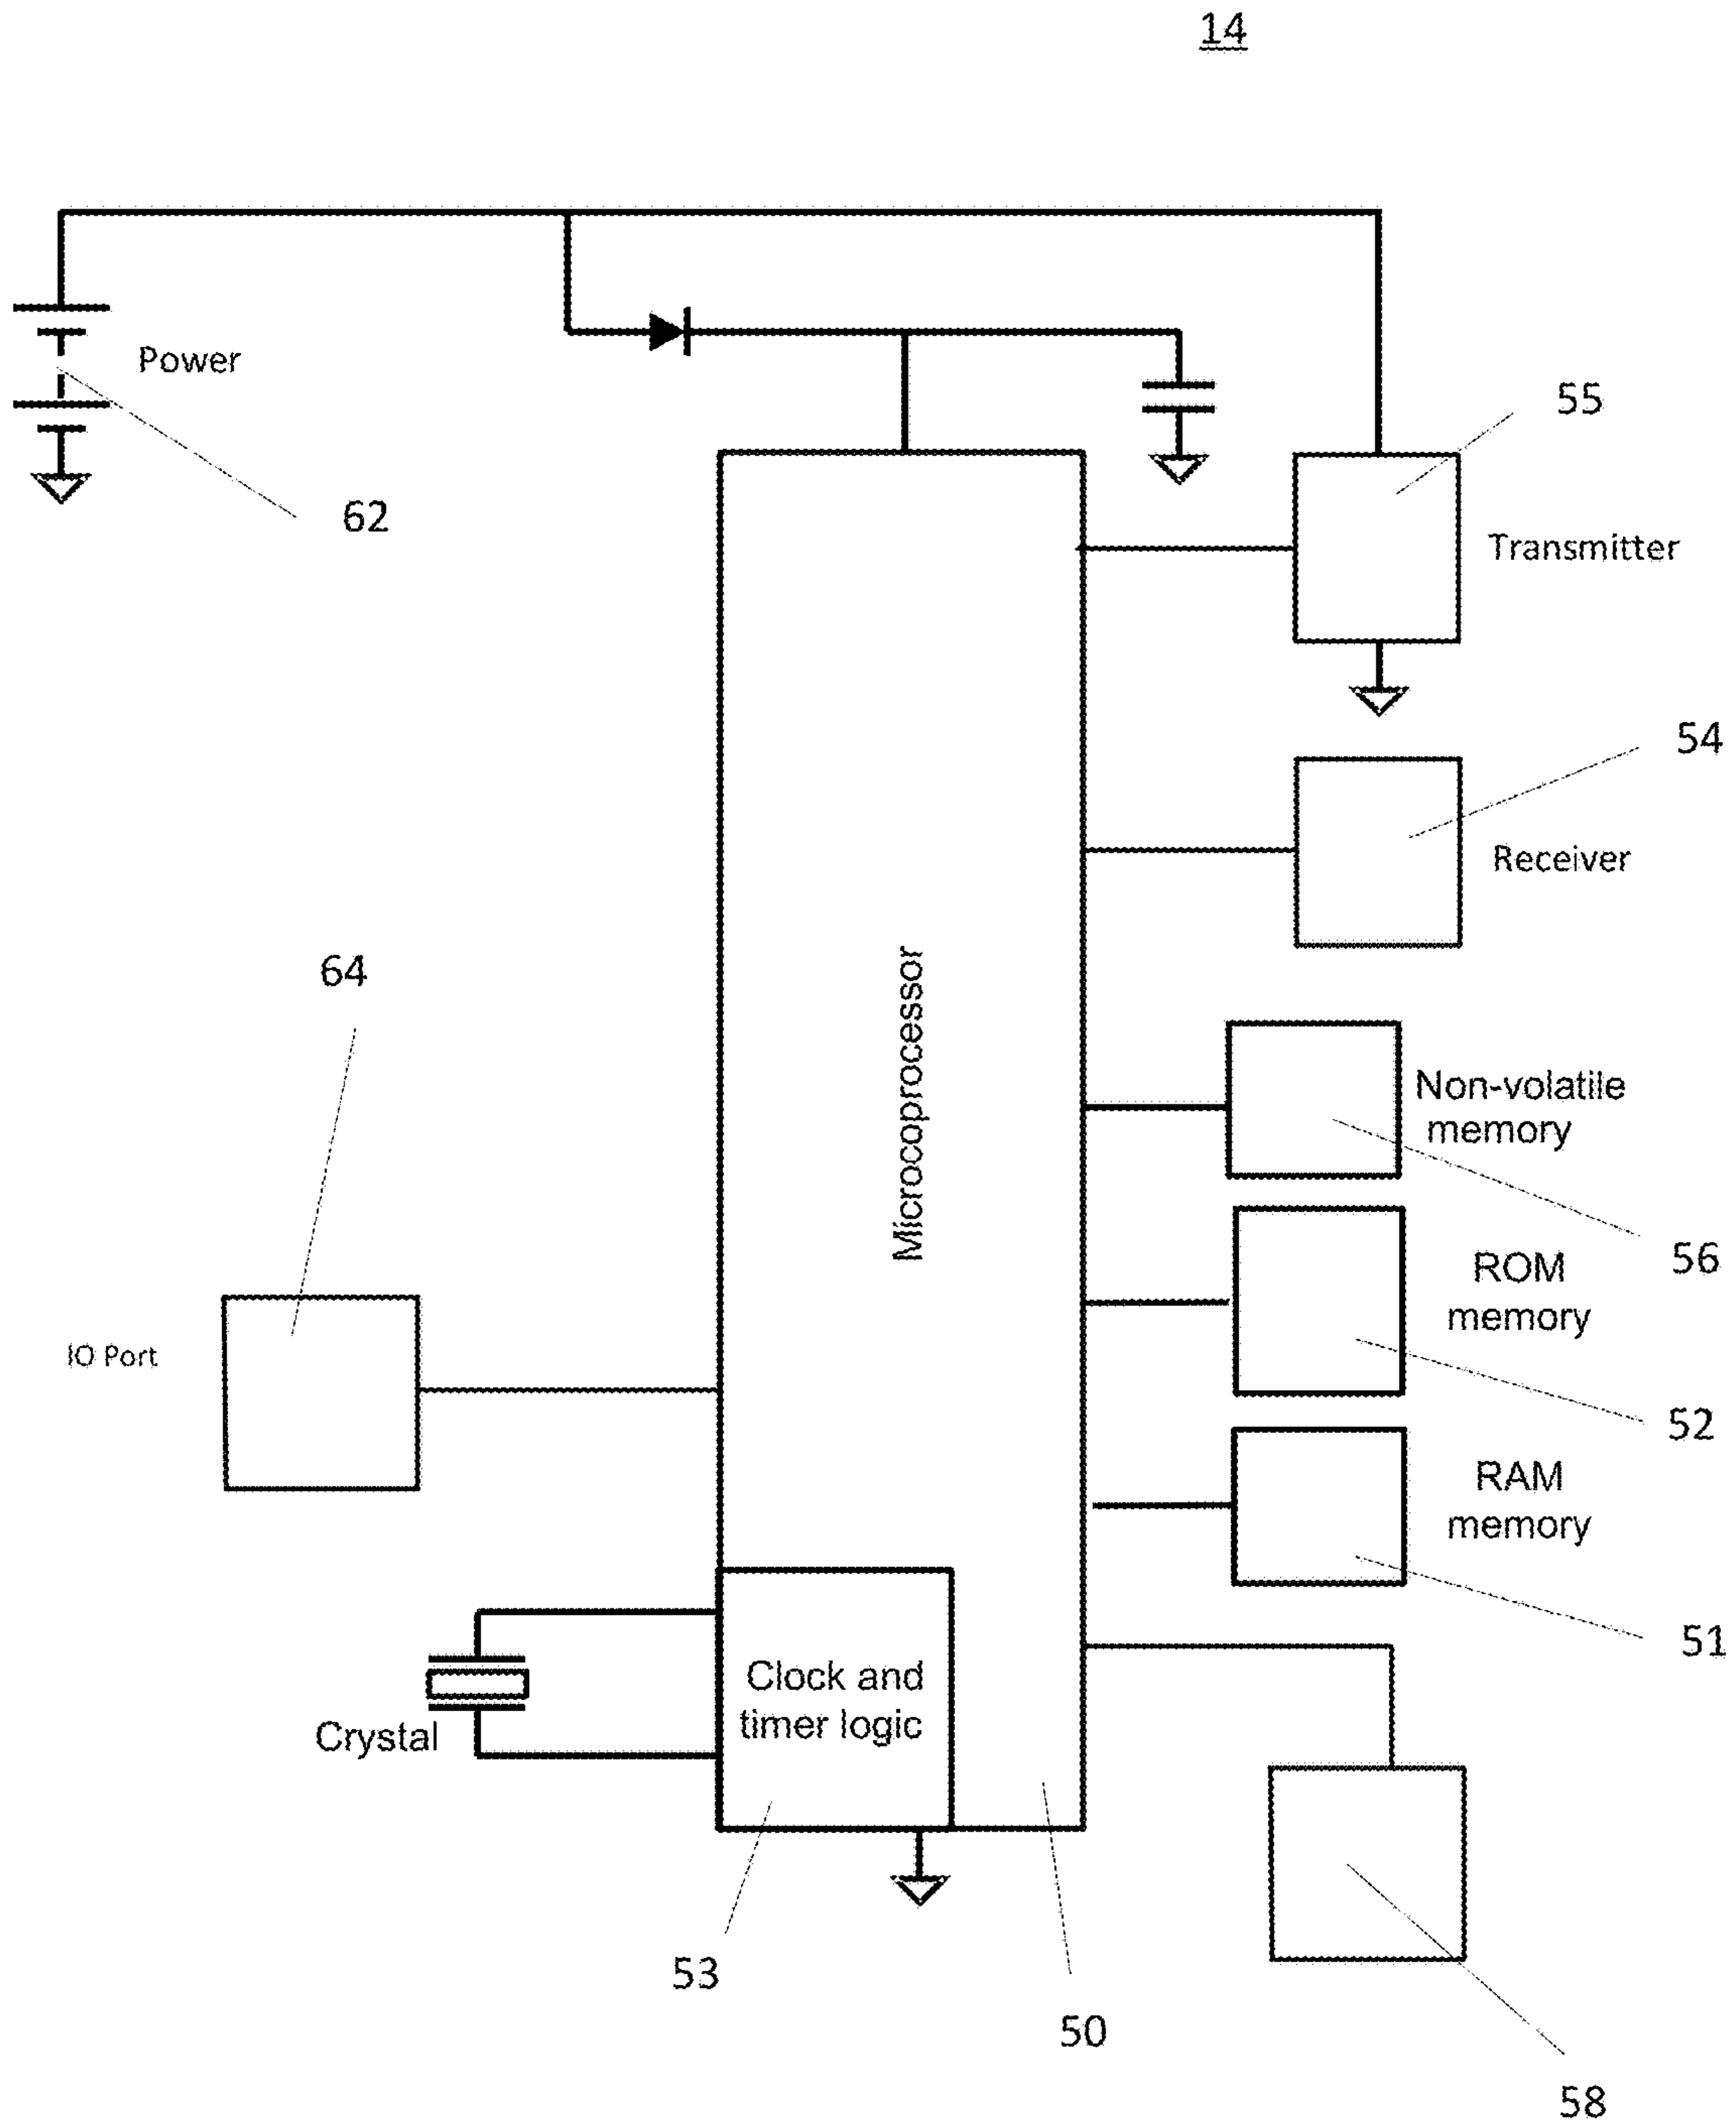 14
Power
62
55
Transmitter
54
Receiver
64
Microcoprocessor
Non-volatile
memory
56
ROM
memory
52
IO Port
RAM
memory
51
Clock and
timer logic
Crystal
53
50
58